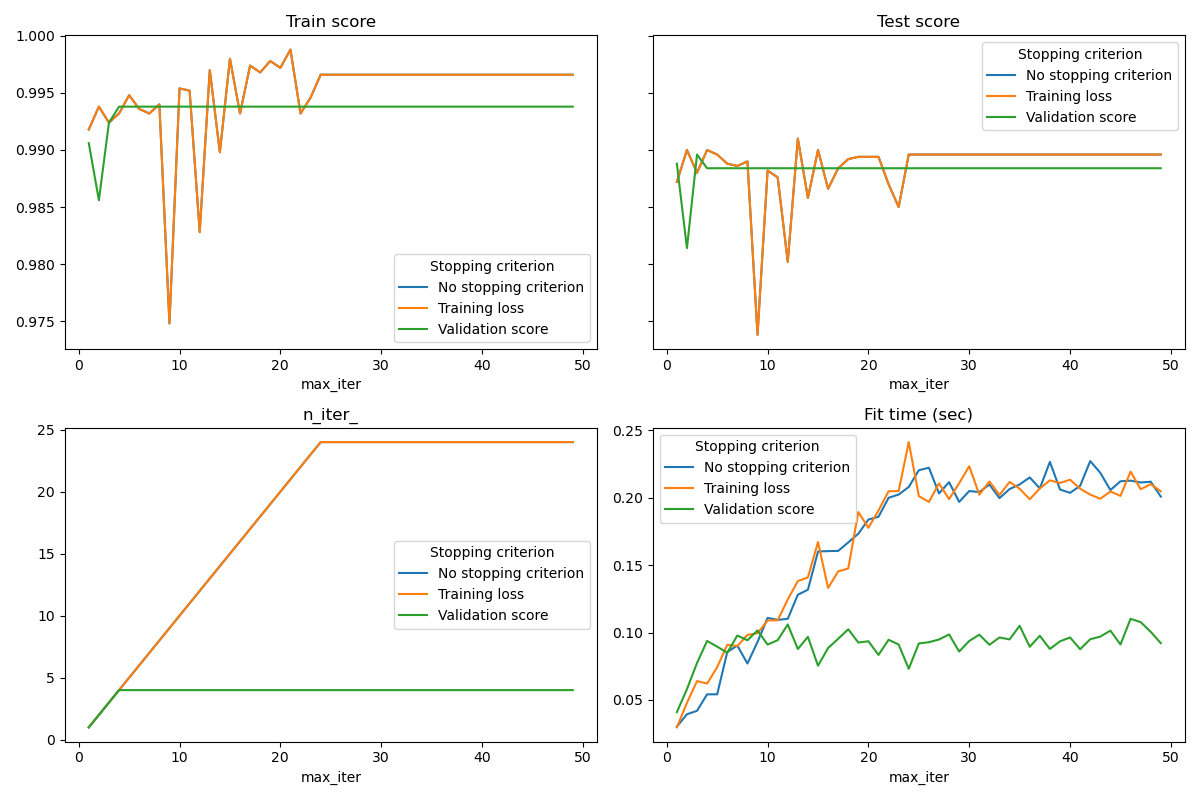 Train score
1.000
0.995
0.990
0.985
0.980
0.975
0
10
20
30
40
50
max_iter
Stopping criterion
No stopping criterion
Training loss
Validation score
Test score
Stopping criterion
No stopping criterion
Training loss
Validation score
0
10
20
30
40
50
max_iter
n_iter_
25
20
15
10
5
0
Stopping criterion
No stopping criterion
Training loss
Validation score
0
10
20
30
40
50
max_iter
Fit time (sec)
0.25
0.20
0.15
0.10
0.05
Stopping criterion
No stopping criterion
Training loss
Validation score
0
10
20
30
40
50
max_iter